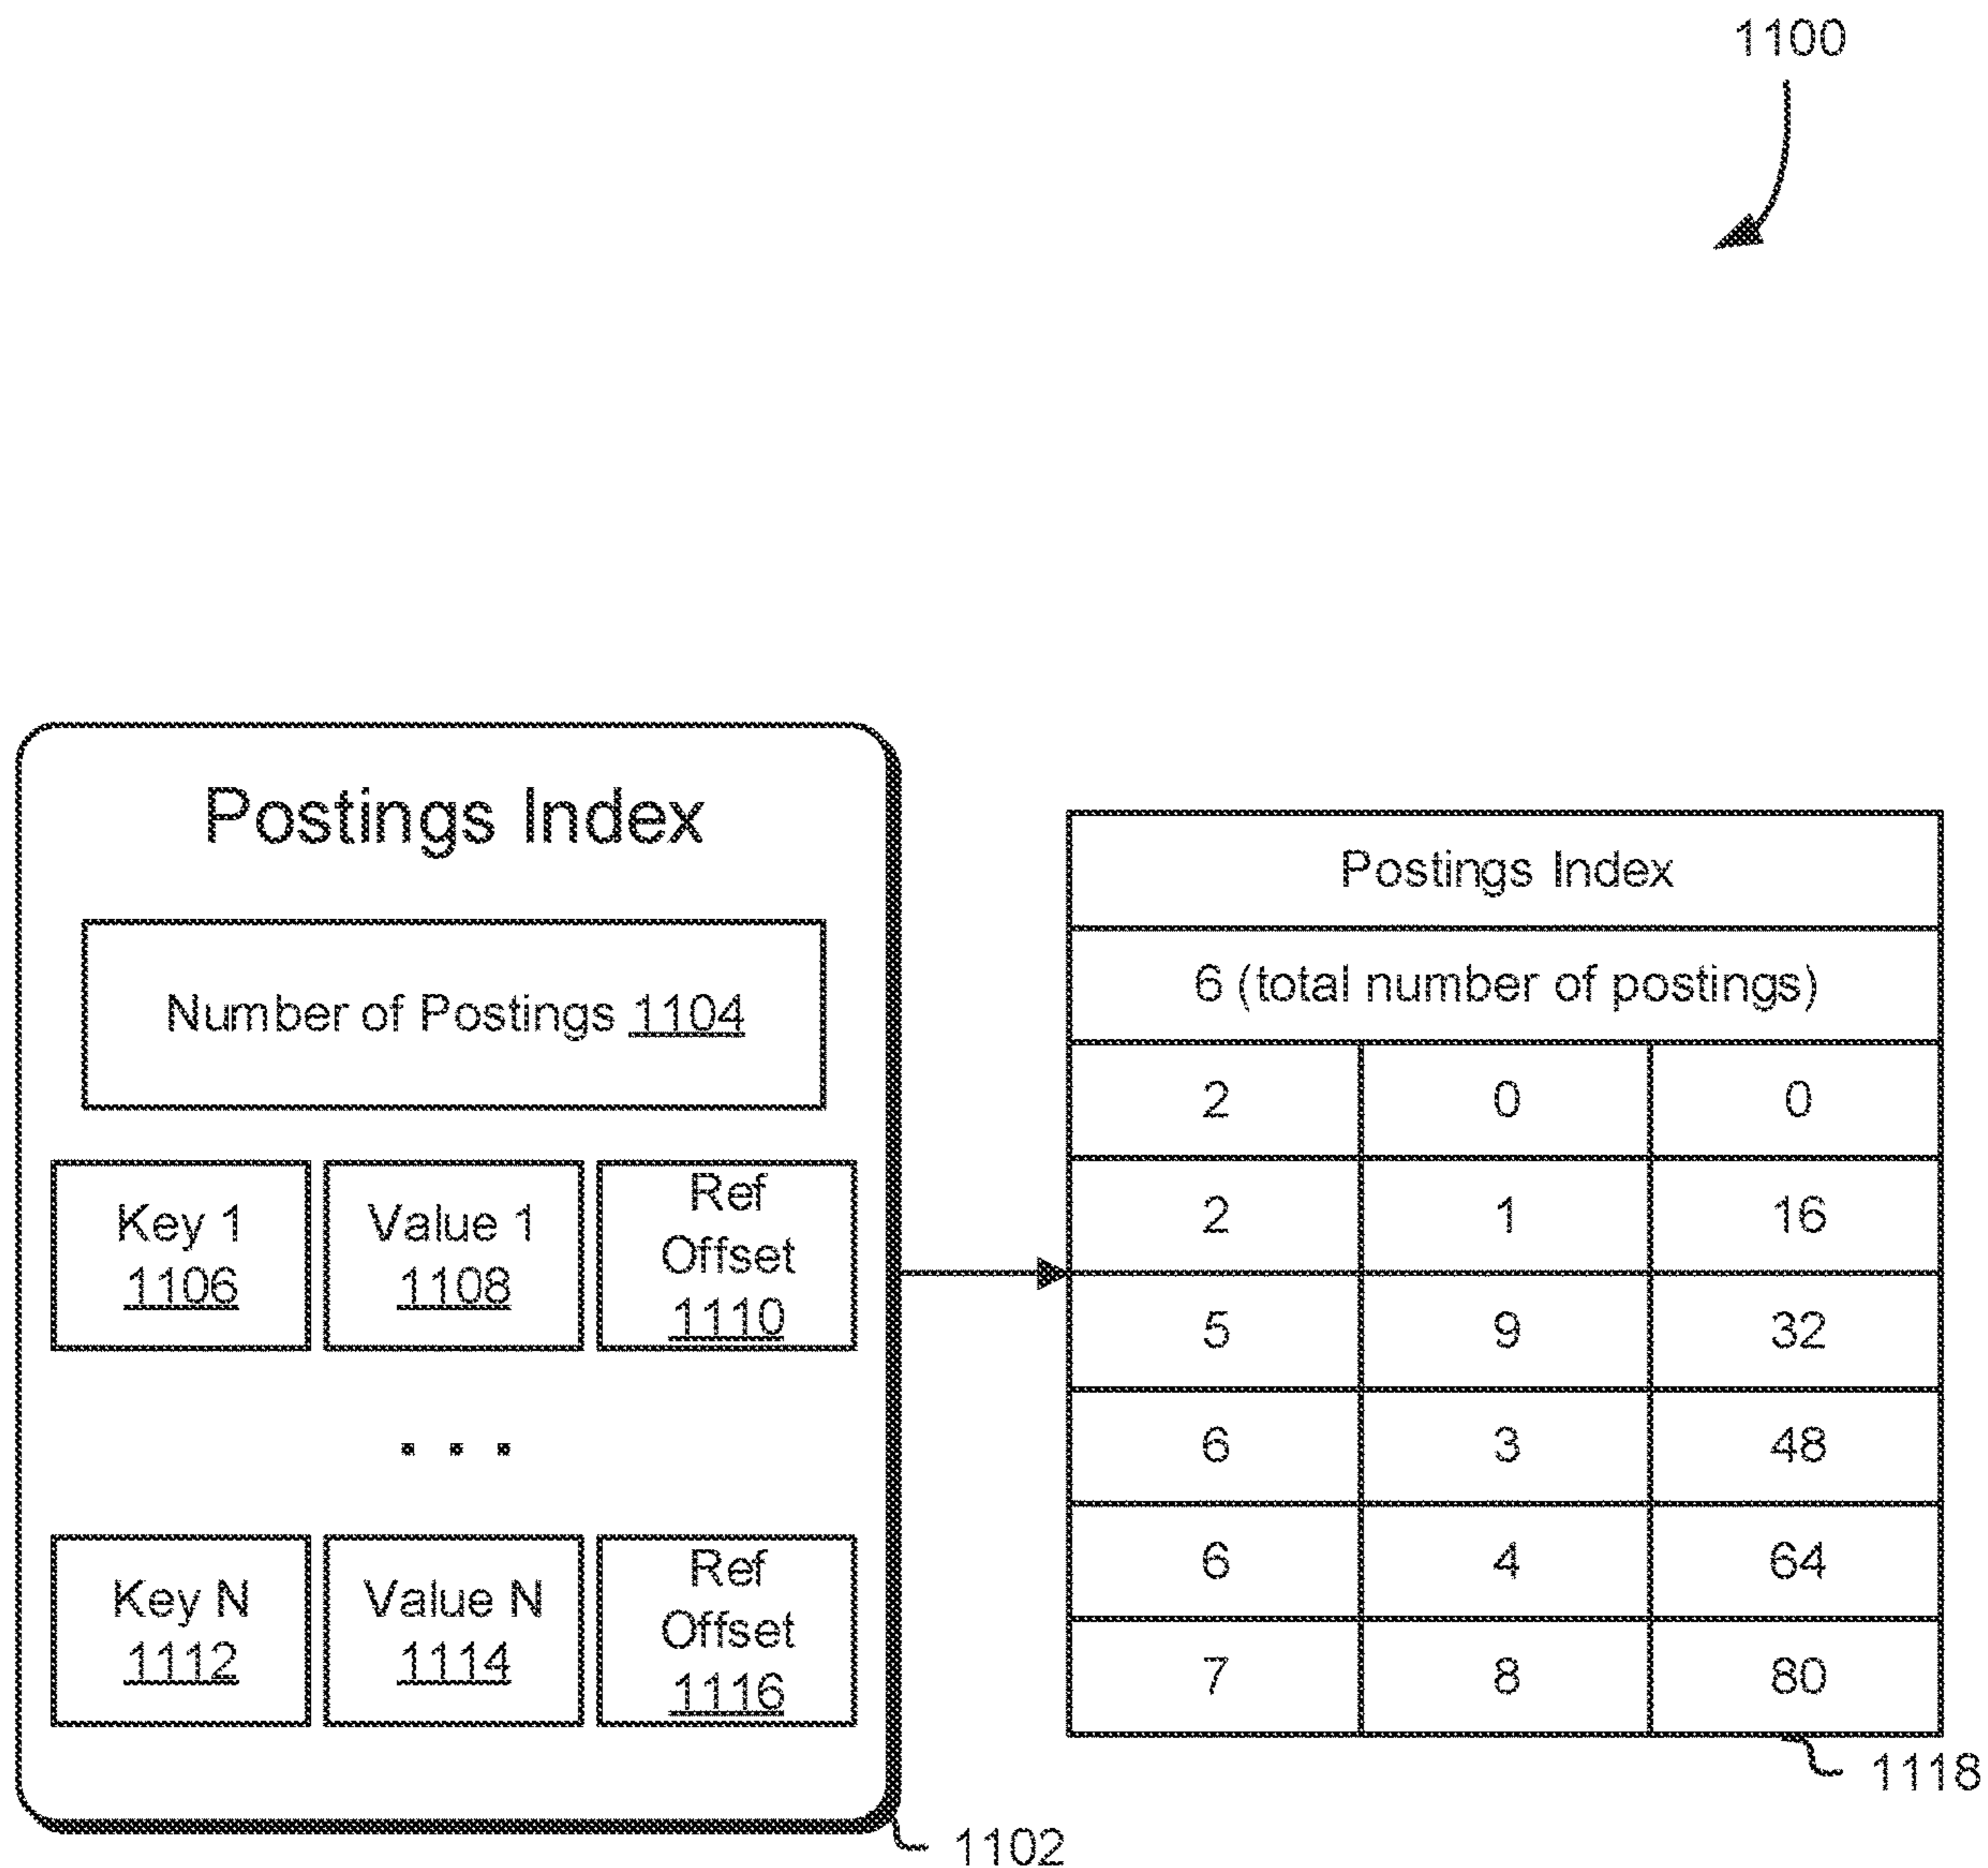 1100
Postings Index
Number of Postings 1104
Key 1
1106
Value 1
1108
Ref
Offset
1110
. . .
Key N
1112
Value N
1114
Ref
Offset
1116
1102
Postings Index
6 (total number of postings)
2 0 0
2 1 16
5 9 32
6 3 48
6 4 64
7 8 80
1118